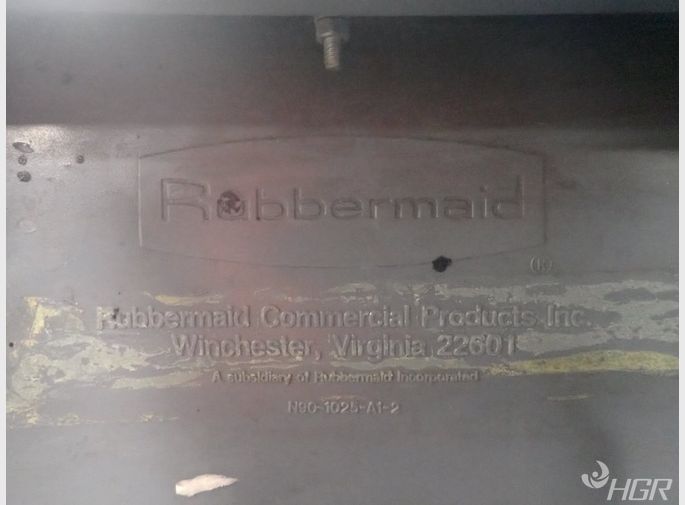 Rubbermaid
Rubbermaid Commercial Products Inc.
Winchester, Virginia 22601
A subsidiary of Rubbermaid Incorporated
N90-1025-A1-2
HGR